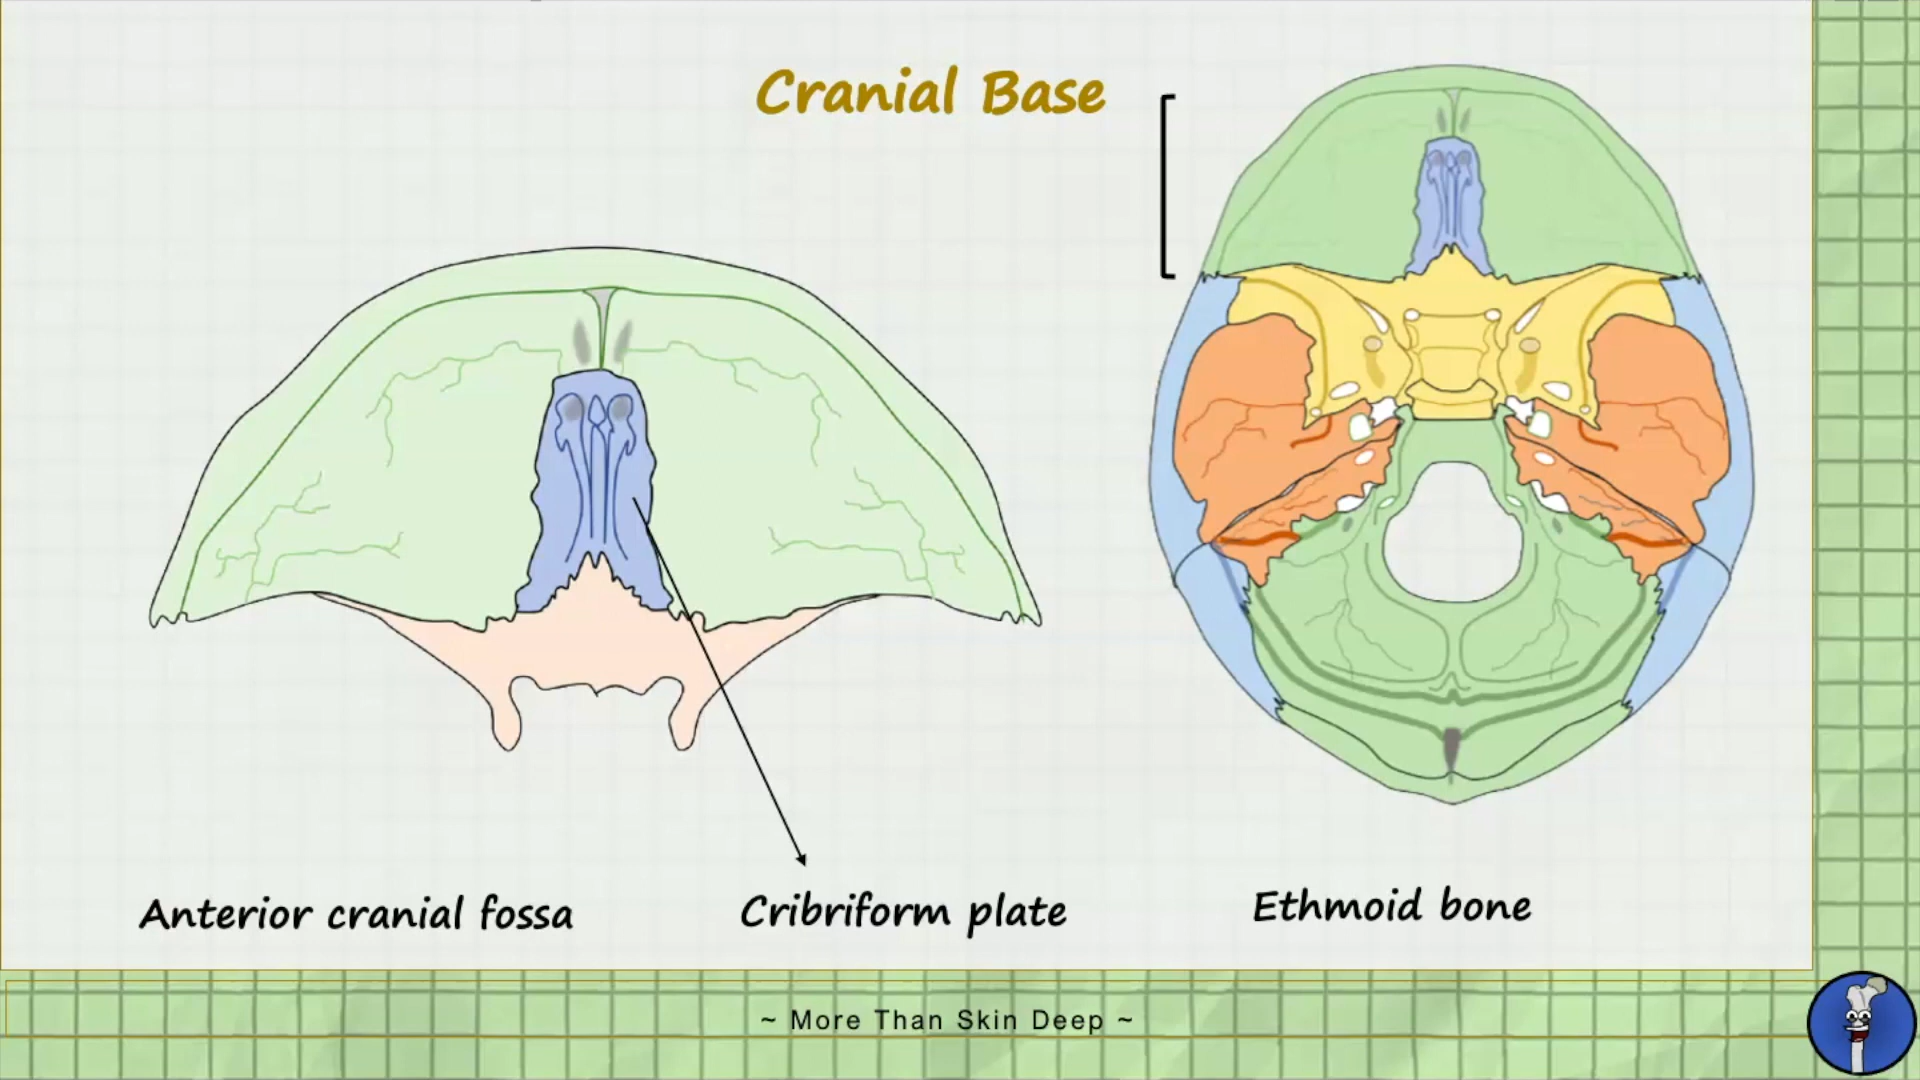 Cranial Base
Anterior cranial fossa
Cribriform plate
Ethmoid bone
~ More Than Skin Deep ~